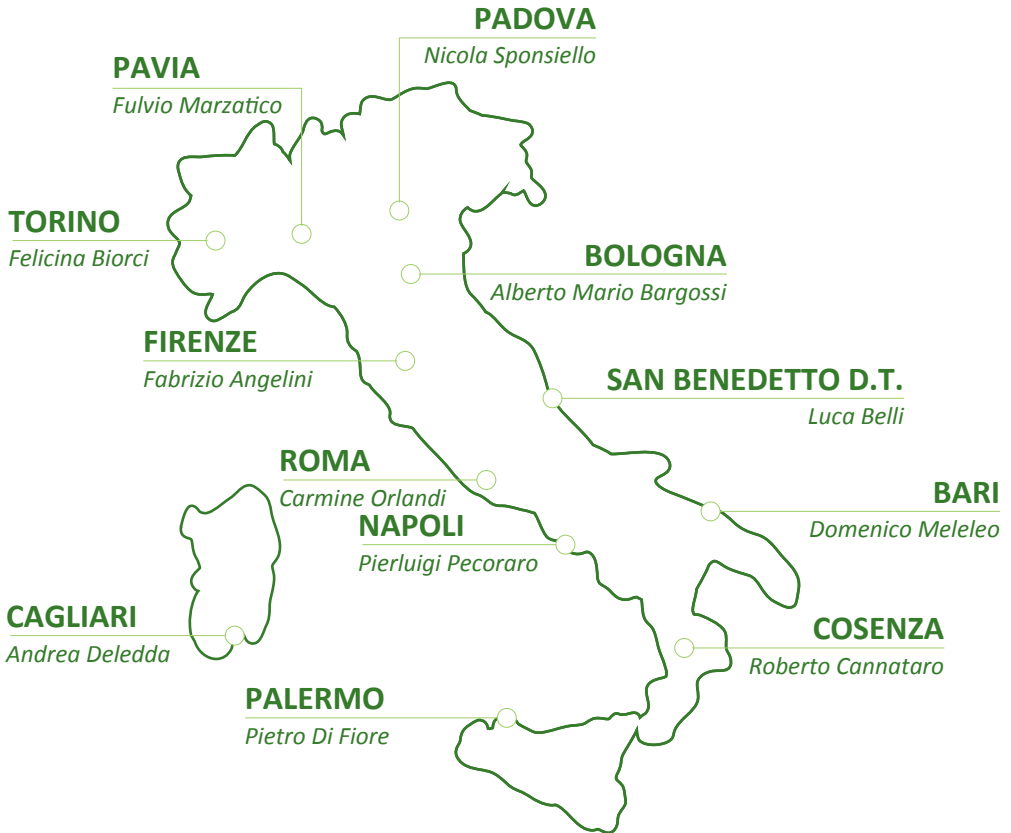 PADOVA
Nicola Sponsiello
PAVIA
Fulvio Marzatico
TORINO
Felicina Biorci
BOLOGNA
Alberto Mario Bargossi
FIRENZE
Fabrizio Angelini
SAN BENEDETTO D.T.
Luca Belli
ROMA
Carmine Orlandi
BARI
Domenico Meleleo
NAPOLI
Pierluigi Pecoraro
CAGLIARI
Andrea Deledda
COSENZA
Roberto Cannataro
PALERMO
Pietro Di Fiore